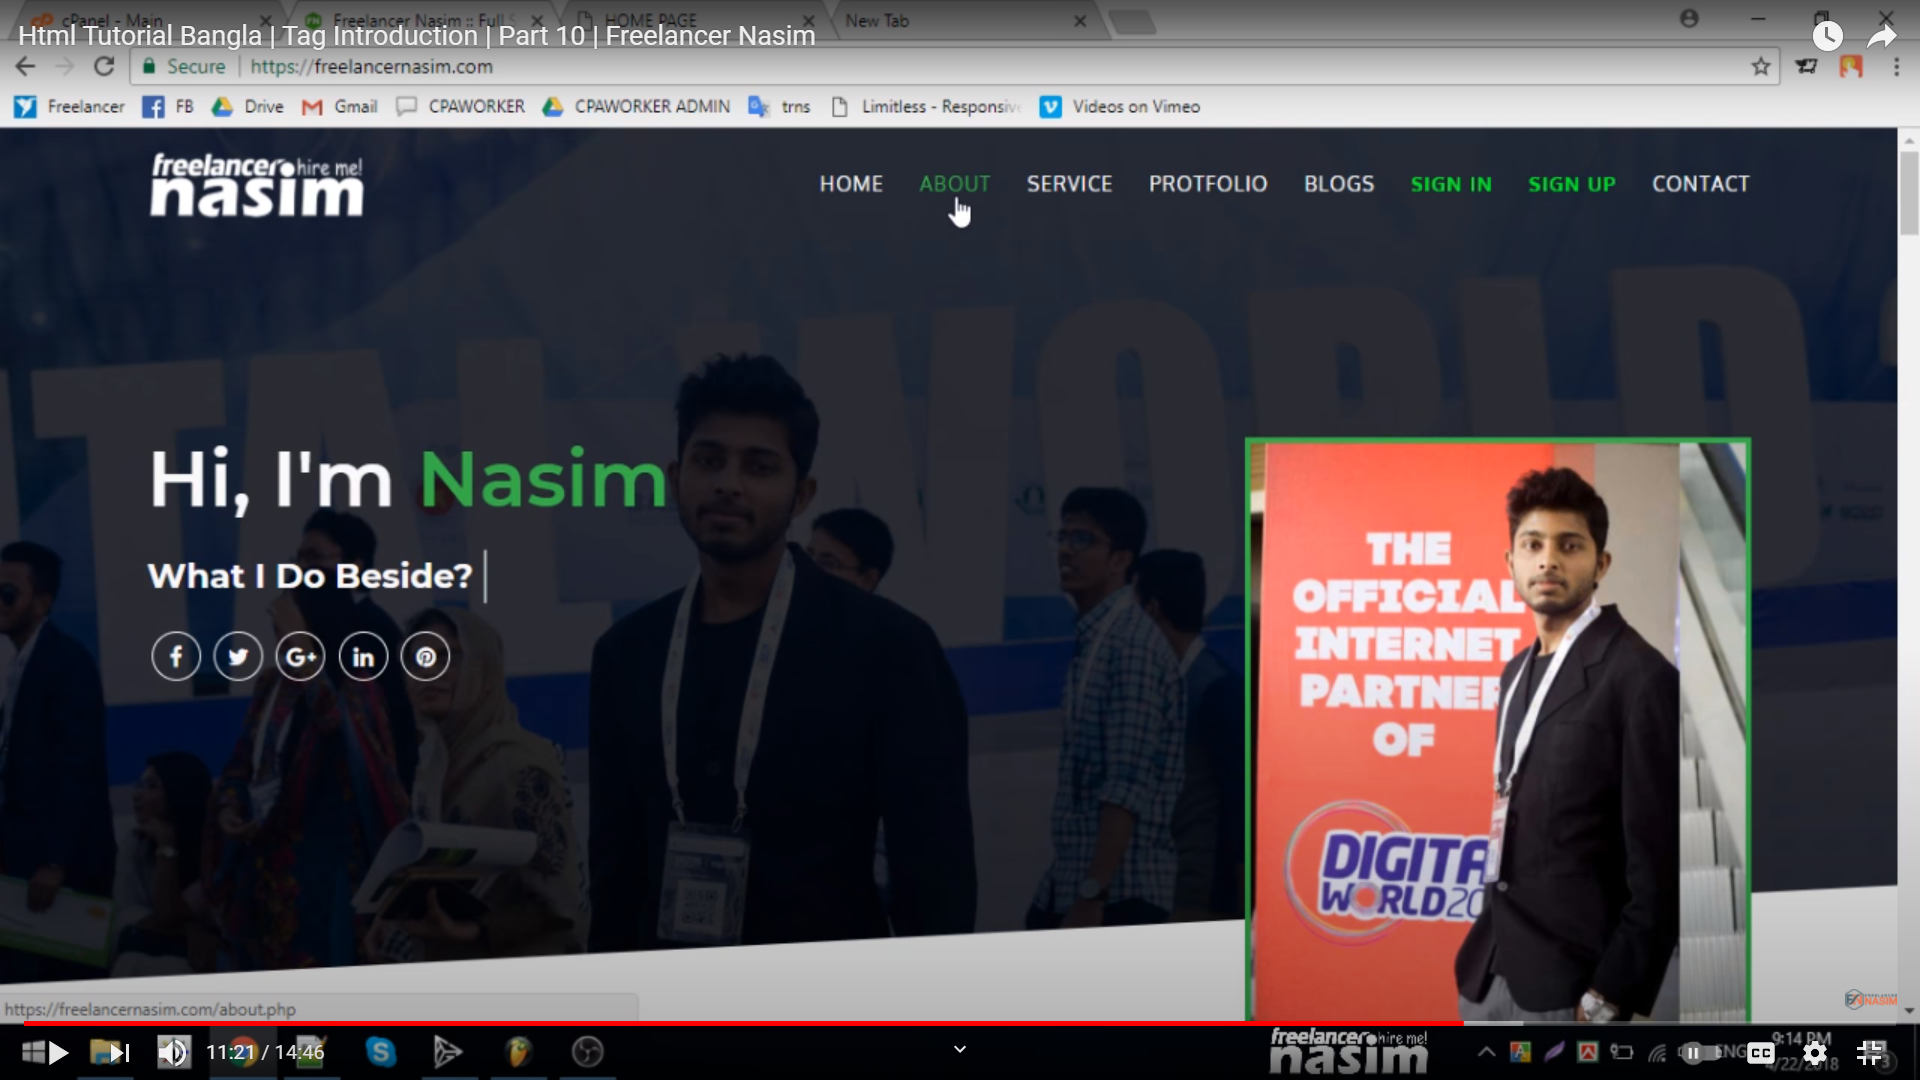 cPanel - Main
Freelancer Nasim :: Full S
HOME PAGE
New Tab
Html Tutorial Bangla | Tag Introduction | Part 10 | Freelancer Nasim
Secure
https://freelancernasim.com
Freelancer
FB
Drive
Gmail
CPAWORKER
CPAWORKER ADMIN
trns
Limitless - Responsiv
Videos on Vimeo
freelancer hire me!
nasim
HOME
ABOUT
SERVICE
PROTFOLIO
BLOGS
SIGN IN
SIGN UP
CONTACT
Hi, I'm Nasim
What I Do Beside?
THE
OFFICIAL
INTERNET
PARTNER
OF
DIGITA
WORLD20
https://freelancernasim.com/about.php
NASIM
11:21 / 14:46
freelancer hire me!
nasim
ENG
CC
9:14 PM
4/22/2018
3